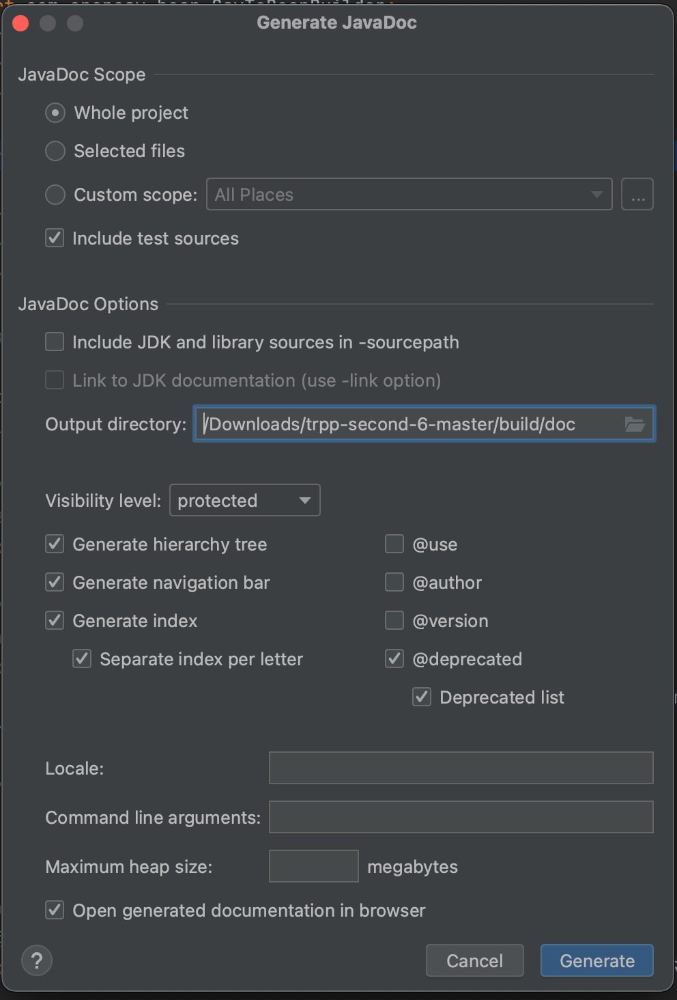 Generate JavaDoc
JavaDoc Scope
Whole project
Selected files
Custom scope: All Places ...
Include test sources
JavaDoc Options
Include JDK and library sources in -sourcepath
Link to JDK documentation (use -link option)
Output directory: /Downloads/trpp-second-6-master/build/doc
Visibility level: protected
Generate hierarchy tree @use
Generate navigation bar @author
Generate index @version
Separate index per letter @deprecated
Deprecated list
Locale:
Command line arguments:
Maximum heap size: megabytes
Open generated documentation in browser
? Cancel Generate